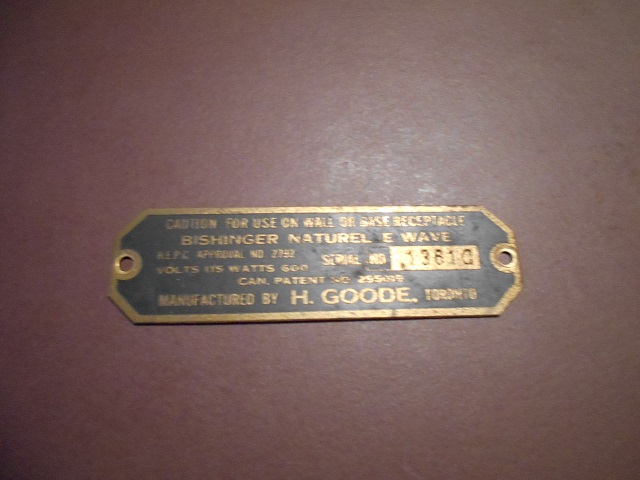 CAUTION FOR USE ON WALL OR BASE RECEPTACLE
BISHINGER NATUREL E WAVE
H.E.P.C. APPROVAL NO 2792 SERIAL NO
VOLTS 115 WATTS 600
CAN. PATENT NO
MANUFACTURED BY H. GOODE, TORONTO